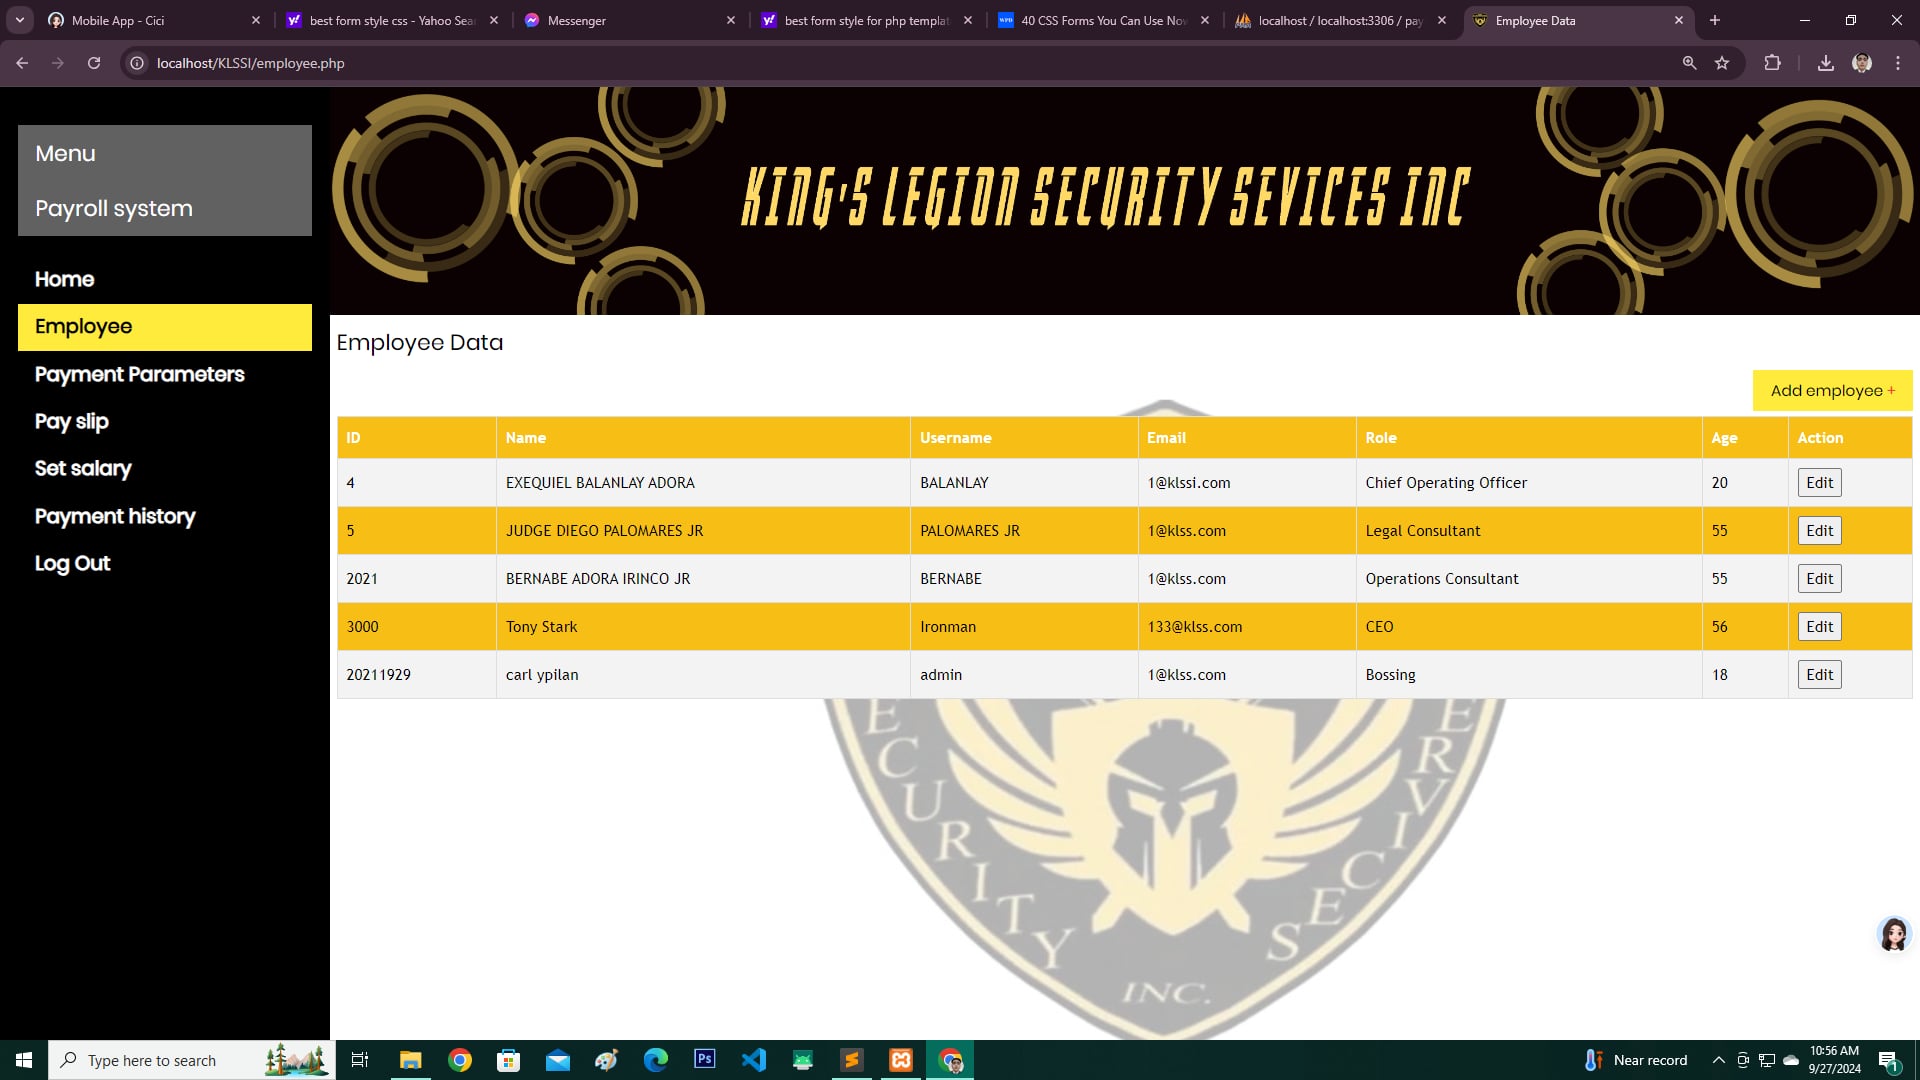 Mobile App - Cici
best form style css - Yahoo Sea
Messenger
best form style for php templat
40 CSS Forms You Can Use Now
localhost / localhost:3306 / pay
Employee Data
localhost/KLSSI/employee.php
Menu
Payroll system
Home
Employee
Payment Parameters
Pay slip
Set salary
Payment history
Log Out
KING'S LEGION SECURITY SEVICES INC
Employee Data
Add employee +
ID Name Username Email Role Age Action
4 EXEQUIEL BALANLAY ADORA BALANLAY 1@klssi.com Chief Operating Officer 20 Edit
5 JUDGE DIEGO PALOMARES JR PALOMARES JR 1@klss.com Legal Consultant 55 Edit
2021 BERNABE ADORA IRINCO JR BERNABE 1@klss.com Operations Consultant 55 Edit
3000 Tony Stark Ironman 133@klss.com CEO 56 Edit
20211929 carl ypilan admin 1@klss.com Bossing 18 Edit
ECURITY SERVIC
INC.
Type here to search
Ps
Near record
10:56 AM
9/27/2024
1